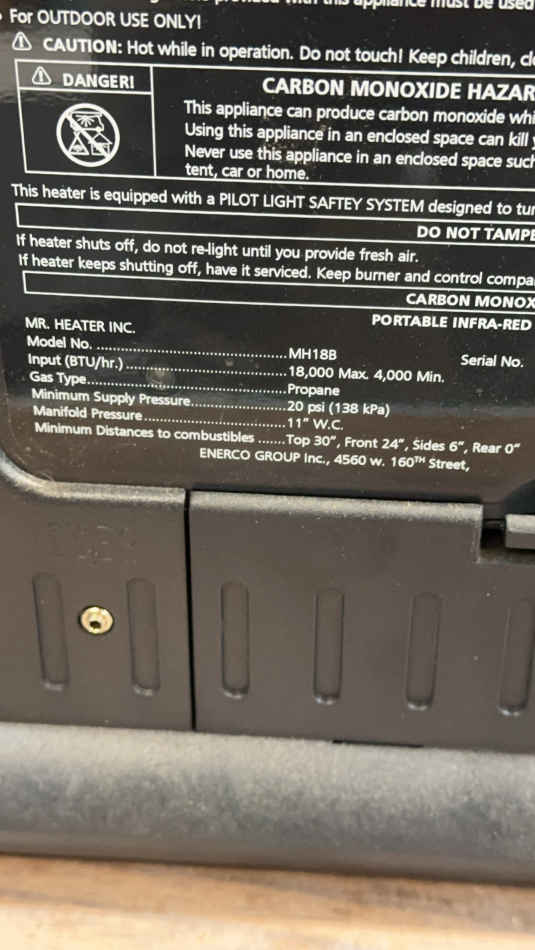 this appliance must be used
For OUTDOOR USE ONLY!
CAUTION: Hot while in operation. Do not touch! Keep children,
DANGER!
CARBON MONOXIDE HAZAR
This appliance can produce carbon monoxide whi
Using this appliance in an enclosed space can kill
Never use this appliance in an enclosed space such
tent, car or home.
This heater is equipped with a PILOT LIGHT SAFTEY SYSTEM designed to tur
DO NOT TAMPE
If heater shuts off, do not re-light until you provide fresh air.
If heater keeps shutting off, have it serviced. Keep burner and control compa
CARBON MONOX
PORTABLE INFRA-RED
MR. HEATER INC.
Model No. ..........MH18B
Serial No.
Input (BTU/hr.)..........18,000 Max. 4,000 Min.
Gas Type..........Propane
Minimum Supply Pressure..........20 psi (138 kPa)
Manifold Pressure..........11" W.C.
Minimum Distances to combustibles .......Top 30", Front 24", Sides 6", Rear 0"
ENERCO GROUP Inc., 4560 w. 160TH Street,